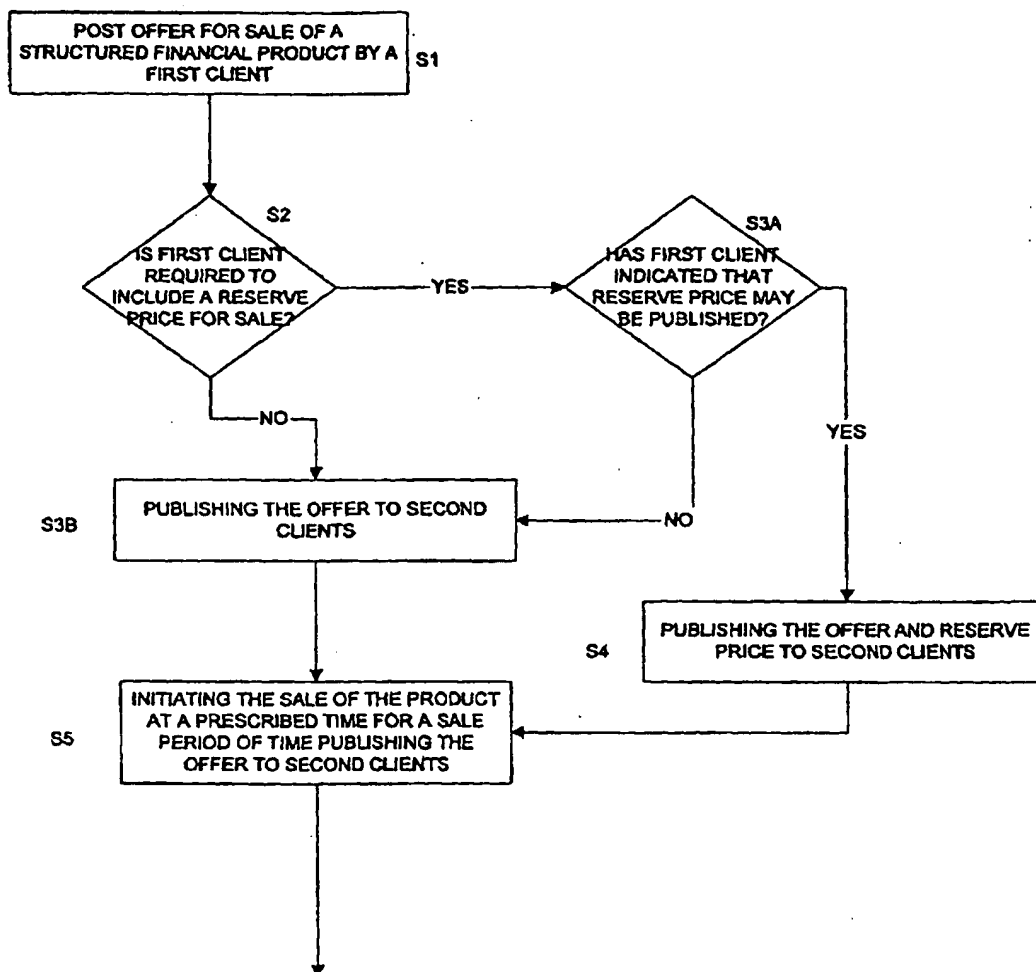 POST OFFER FOR SALE OF A
STRUCTURED FINANCIAL PRODUCT BY A
FIRST CLIENT
S1
S2
IS FIRST CLIENT
REQUIRED TO
INCLUDE A RESERVE
PRICE FOR SALE?
YES
S3A
HAS FIRST CLIENT
INDICATED THAT
RESERVE PRICE MAY
BE PUBLISHED?
NO
YES
S3B
PUBLISHING THE OFFER TO SECOND
CLIENTS
NO
S4
PUBLISHING THE OFFER AND RESERVE
PRICE TO SECOND CLIENTS
S5
INITIATING THE SALE OF THE PRODUCT
AT A PRESCRIBED TIME FOR A SALE
PERIOD OF TIME PUBLISHING THE
OFFER TO SECOND CLIENTS